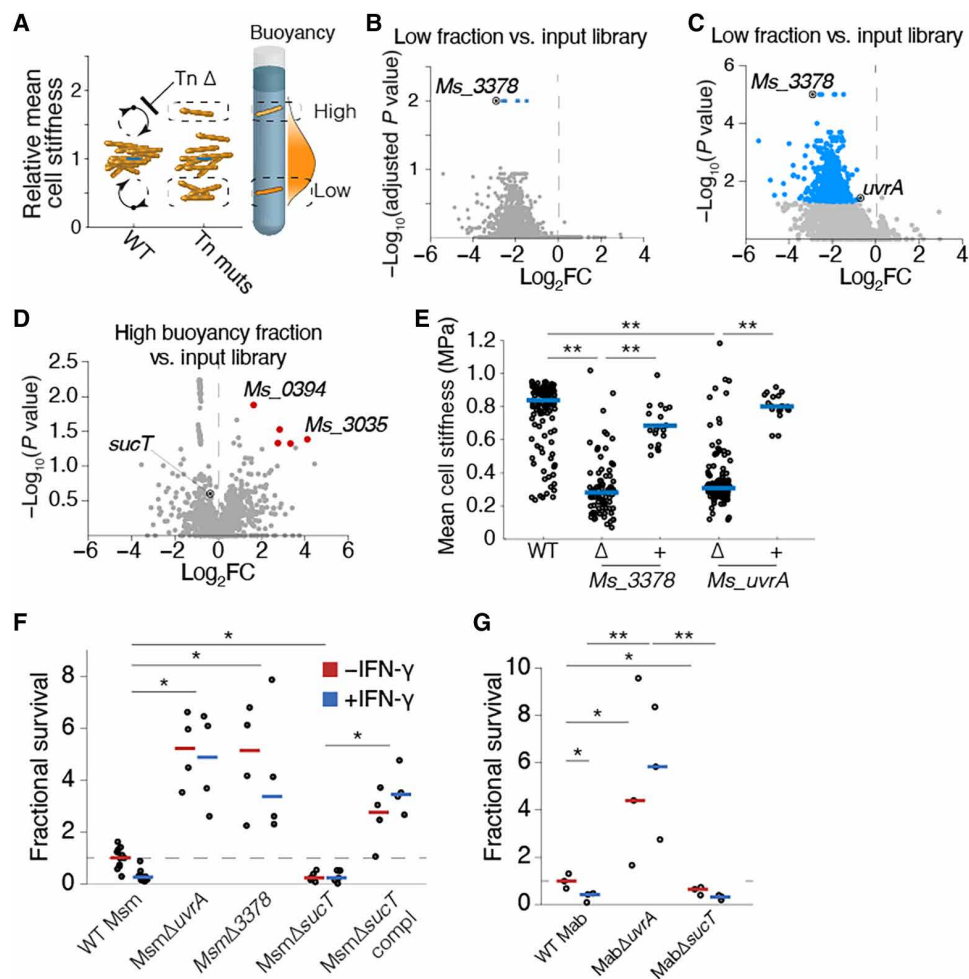 A
Relative mean
cell stiffness
2
1
0
WT
Tn muts
Tn Δ
Buoyancy
High
Low
B
Low fraction vs. input library
−Log10(adjusted P value)
2
1
0
Ms_3378
−6 −4 −2 0 2 4
Log2FC
C
Low fraction vs. input library
−Log10(P value)
6
4
2
Ms_3378
uvrA
−6 −4 −2 0 2 4
Log2FC
D
High buoyancy fraction
vs. input library
−Log10(P value)
2.5
2.0
1.5
1.0
0.5
Ms_0394
Ms_3035
sucT
−6 −4 −2 0 2 4 6
Log2FC
E
Mean cell stiffness (MPa)
1.2
0.8
0.6
0.4
0.2
0
**
**
**
**
WT Δ + Δ +
Ms_3378 Ms_uvrA
F
Fractional survival
8
6
4
2
0
*
*
*
*
−IFN-γ
+IFN-γ
WT Msm
MsmΔuvrA
MsmΔ3378
MsmΔsucT
MsmΔsucT
compl
G
Fractional survival
10
8
6
4
2
0
**
**
*
*
*
WT Mab
MabΔuvrA
MabΔsucT